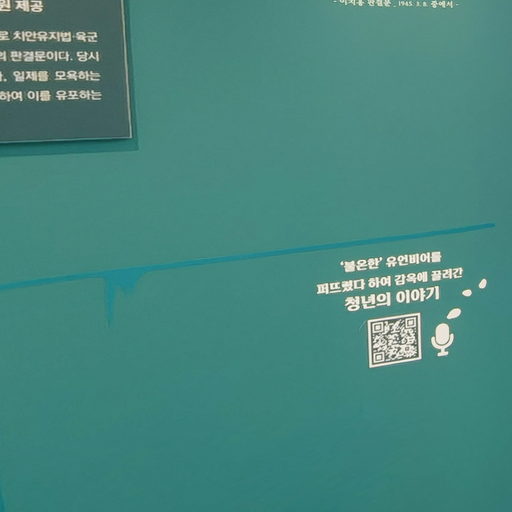 원 제공
로 치안유지법·육군
의 판결문이다. 당시
일제를 모욕하는
하여 이를 유포하는
판결문, 1945. 3. 8. 중에서 -
'불온한' 유언비어를
퍼뜨렸다 하여 감옥에 끌려간
청년의 이야기